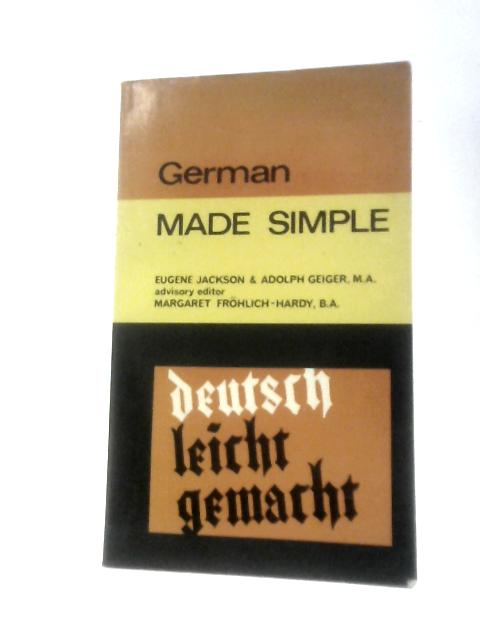 German
MADE SIMPLE
EUGENE JACKSON & ADOLPH GEIGER, M.A.
advisory editor
MARGARET FRÖHLICH-HARDY, B.A.
deutsch
leicht
gemacht